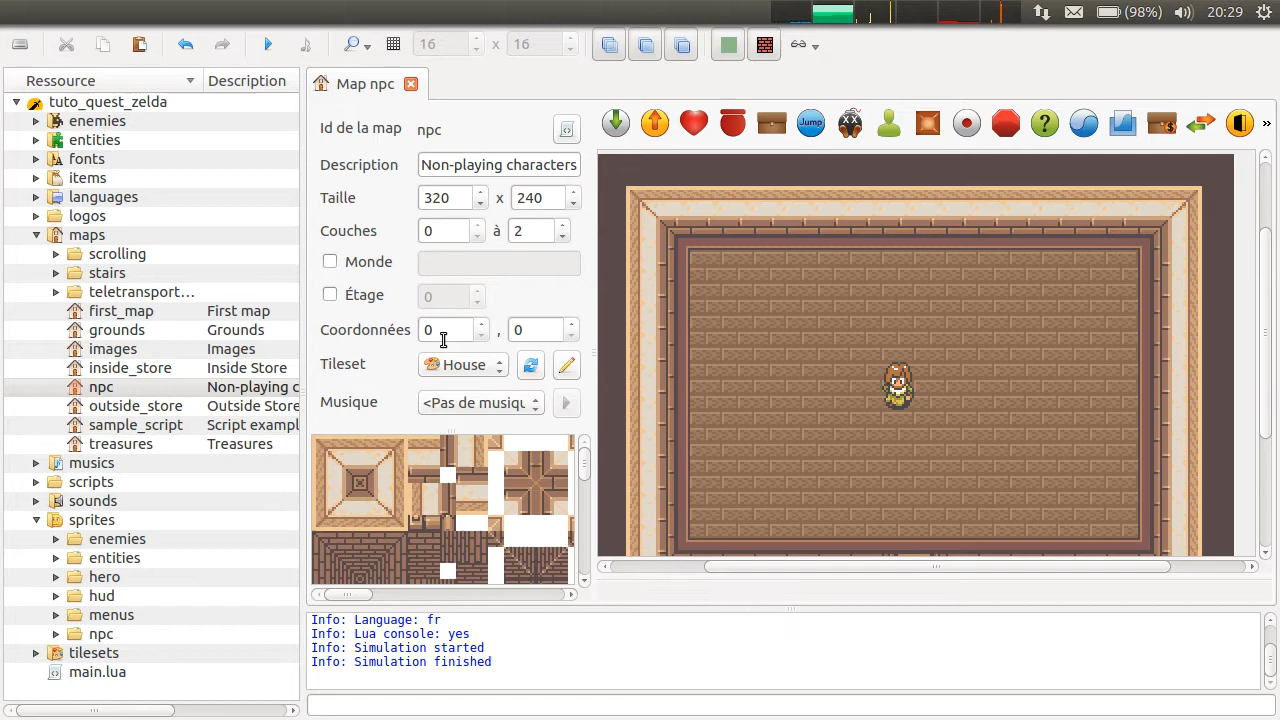 (98%)
20:29
16 x 16
Ressource Description
Map npc
tuto_quest_zelda
enemies
entities
fonts
items
languages
logos
maps
scrolling
stairs
teletransport...
first_map First map
grounds Grounds
images Images
inside_store Inside Store
npc Non-playing c
outside_store Outside Store
sample_script Script exampl
treasures Treasures
musics
scripts
sounds
sprites
enemies
entities
hero
hud
menus
npc
tilesets
main.lua
Id de la map npc
Description Non-playing characters
Taille 320 x 240
Couches 0 à 2
Monde
Étage 0
Coordonnées 0 , 0
Tileset House
Musique <Pas de musiqu
Jump
?
$
»
Info: Language: fr
Info: Lua console: yes
Info: Simulation started
Info: Simulation finished